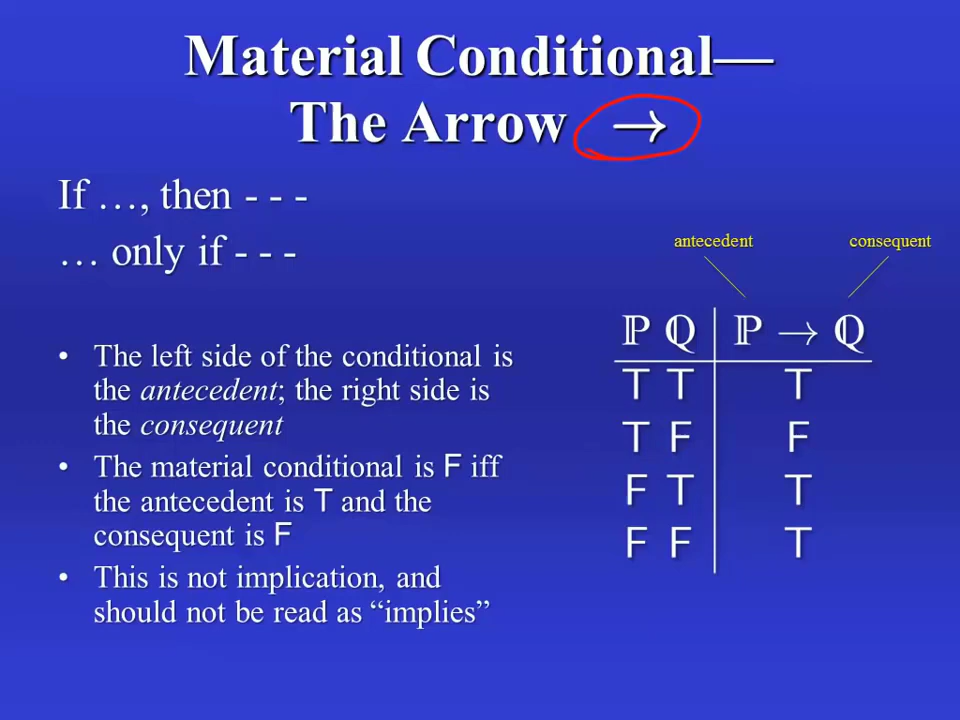 Material Conditional—
The Arrow →
If …, then - - -
… only if - - -
• The left side of the conditional is
the antecedent; the right side is
the consequent
• The material conditional is F iff
the antecedent is T and the
consequent is F
• This is not implication, and
should not be read as “implies”
antecedent consequent
ℙ ℚ ℙ → ℚ
T T T
T F F
F T T
F F T